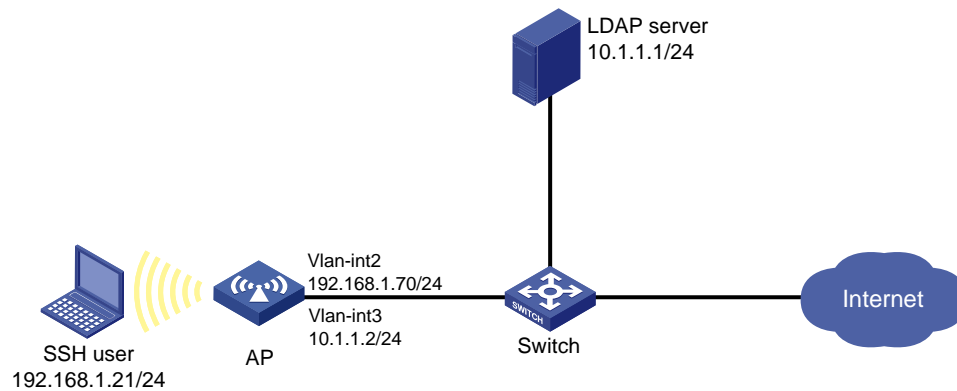 LDAP server
10.1.1.1/24
Vlan-int2
192.168.1.70/24
Vlan-int3
10.1.1.2/24
SSH user
192.168.1.21/24
AP
SWITCH
Switch
Internet